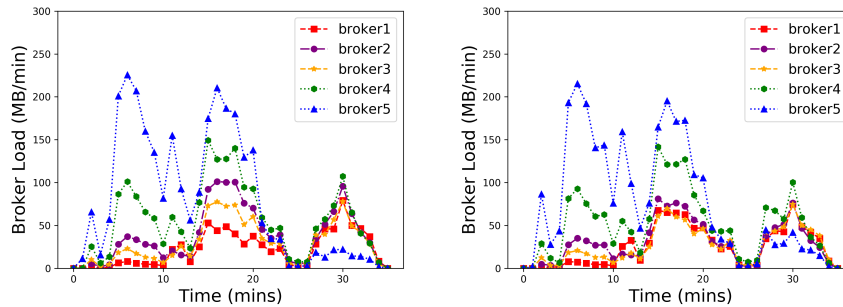 300
250
200
150
100
50
0
Broker Load (MB/min)
broker1
broker2
broker3
broker4
broker5
0 10 20 30
Time (mins)
300
250
200
150
100
50
0
Broker Load (MB/min)
broker1
broker2
broker3
broker4
broker5
0 10 20 30
Time (mins)